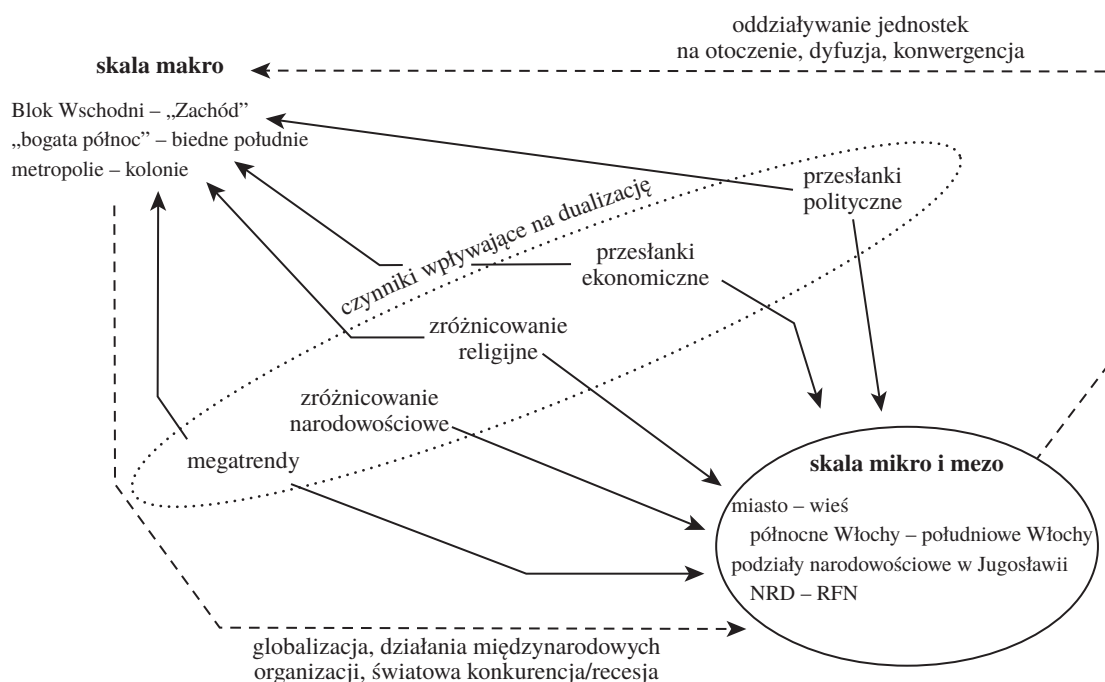 oddziaływanie jednostek
na otoczenie, dyfuzja, konwergencja
skala makro
Blok Wschodni – „Zachód”
„bogata północ” – biedne południe
metropolie – kolonie
czynniki wpływające na dualizację
przesłanki
polityczne
przesłanki
ekonomiczne
zróżnicowanie
religijne
zróżnicowanie
narodowościowe
megatrendy
skala mikro i mezo
miasto – wieś
północne Włochy – południowe Włochy
podziały narodowościowe w Jugosławii
NRD – RFN
globalizacja, działania międzynarodowych
organizacji, światowa konkurencja/recesja